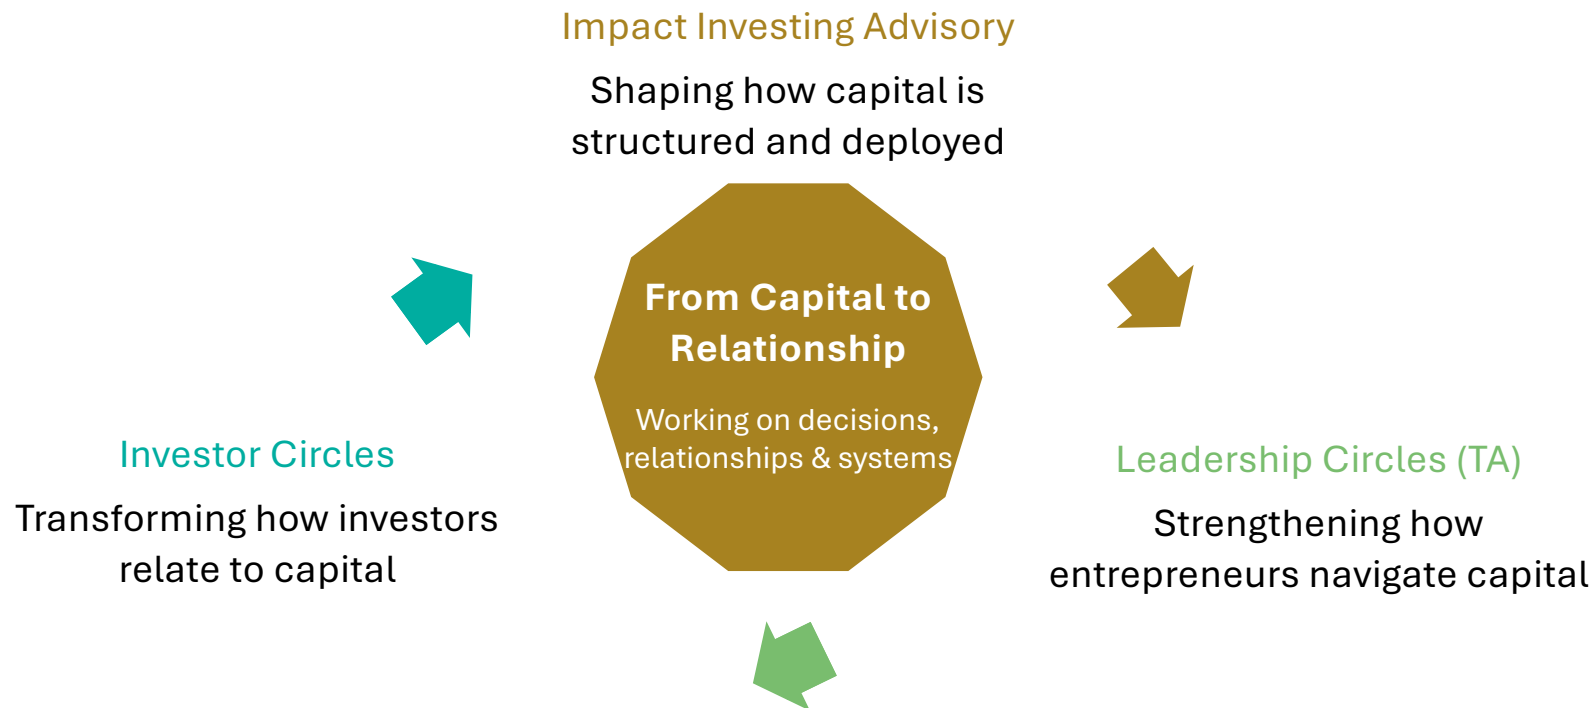 Impact Investing Advisory
Shaping how capital is
structured and deployed
From Capital to
Relationship
Working on decisions,
relationships & systems
Investor Circles
Transforming how investors
relate to capital
Leadership Circles (TA)
Strengthening how
entrepreneurs navigate capital